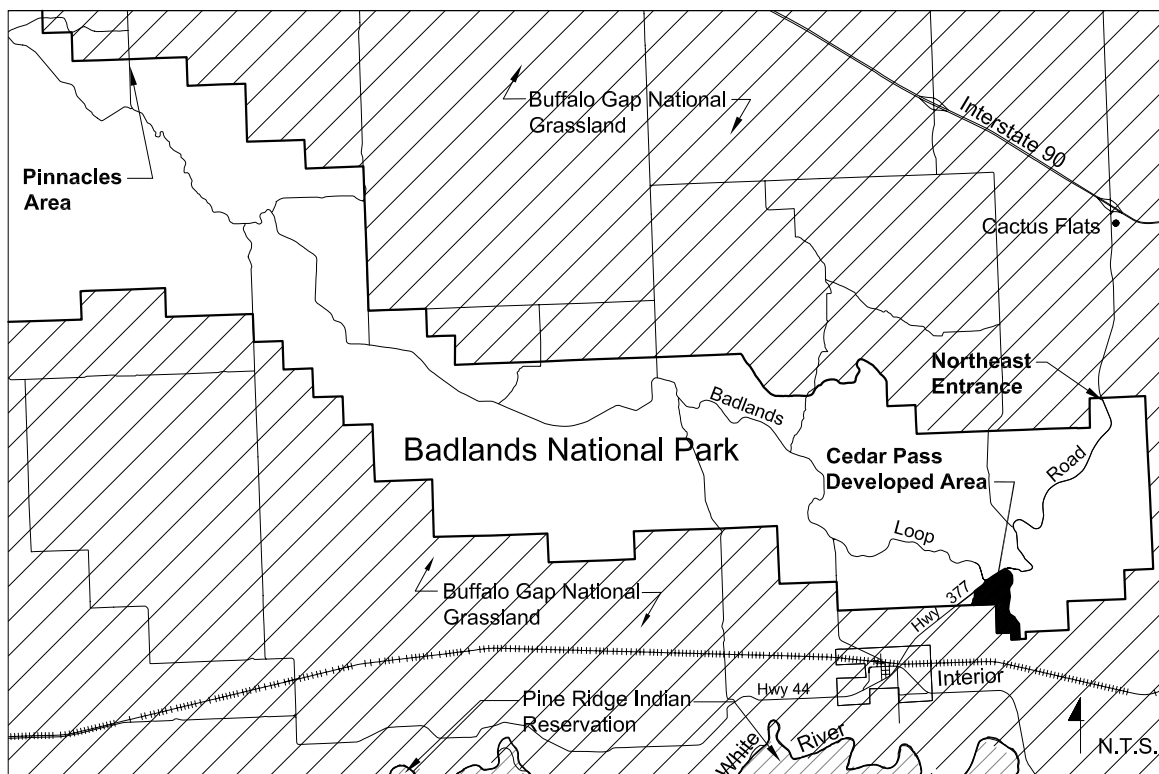 Buffalo Gap National
Grassland
Interstate 90
Pinnacles
Area
Cactus Flats
Northeast
Entrance
Badlands
Badlands National Park
Cedar Pass
Developed Area
Road
Loop
Buffalo Gap National
Grassland
Hwy 377
Interior
Hwy 44
Pine Ridge Indian
Reservation
White River
N.T.S.